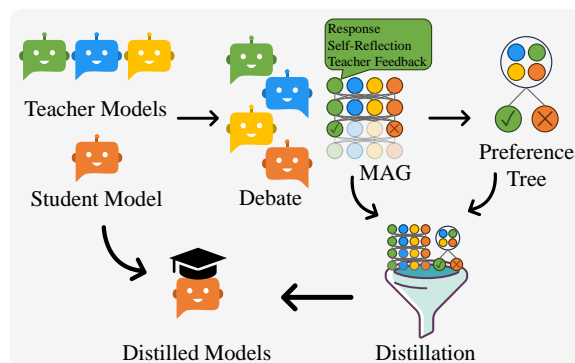 Response
Self-Reflection
Teacher Feedback
Teacher Models
Student Model
Debate
MAG
Preference
Tree
Distilled Models
Distillation